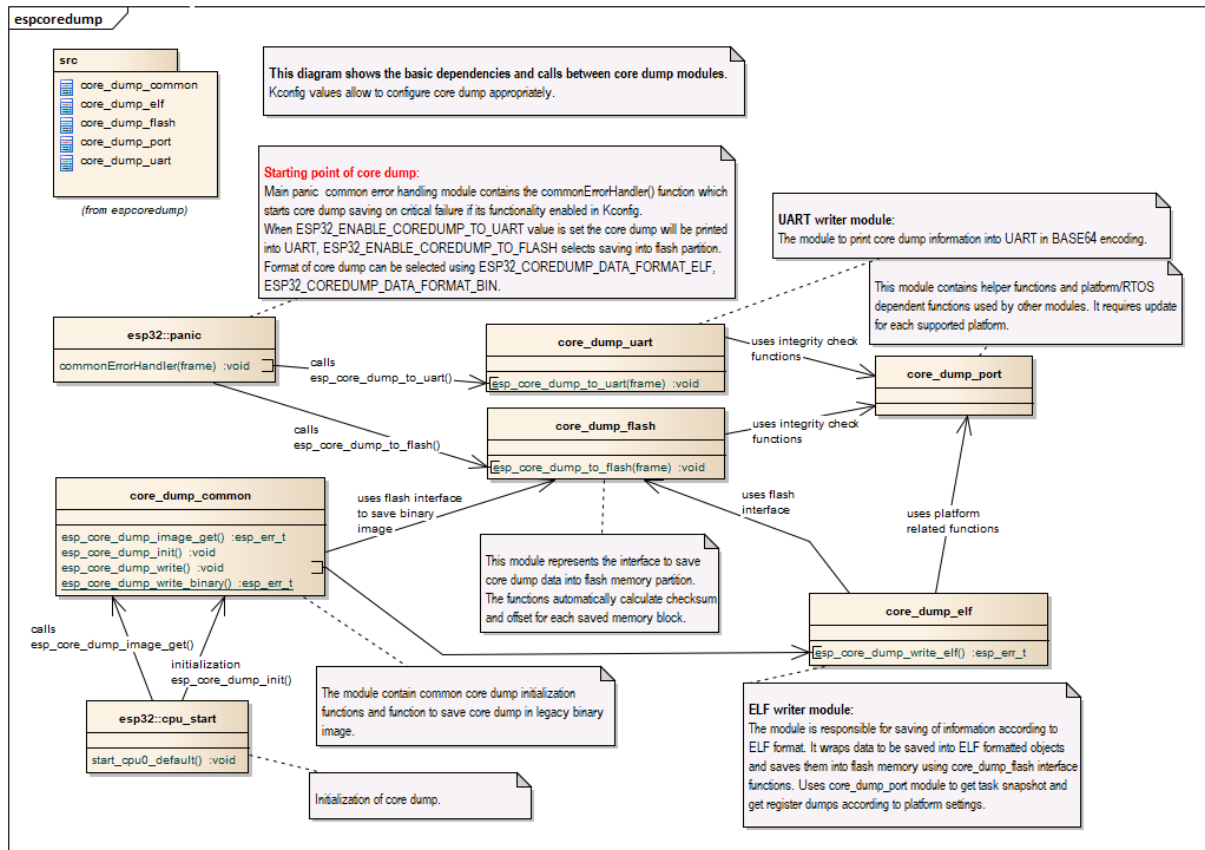 espcoredump
src
core_dump_common
core_dump_elf
core_dump_flash
core_dump_port
core_dump_uart
(from espcoredump)
This diagram shows the basic dependencies and calls between core dump modules.
Kconfig values allow to configure core dump appropriately.
Starting point of core dump:
Main panic common error handling module contains the commonErrorHandler() function which
starts core dump saving on critical failure if its functionality enabled in Kconfig.
When ESP32_ENABLE_COREDUMP_TO_UART value is set the core dump will be printed
into UART, ESP32_ENABLE_COREDUMP_TO_FLASH selects saving into flash partition.
Format of core dump can be selected using ESP32_COREDUMP_DATA_FORMAT_ELF,
ESP32_COREDUMP_DATA_FORMAT_BIN.
UART writer module:
The module to print core dump information into UART in BASE64 encoding.
This module contains helper functions and platform/RTOS
dependent functions used by other modules. It requires update
for each supported platform.
esp32::panic
commonErrorHandler(frame) :void
calls
esp_core_dump_to_uart()
core_dump_uart
esp_core_dump_to_uart(frame) :void
uses integrity check
functions
core_dump_port
calls
esp_core_dump_to_flash()
core_dump_flash
esp_core_dump_to_flash(frame) :void
uses integrity check
functions
core_dump_common
esp_core_dump_image_get() :esp_err_t
esp_core_dump_init() :void
esp_core_dump_write() :void
esp_core_dump_write_binary() :esp_err_t
uses flash interface
to save binary
image
uses flash
interface
uses platform
related functions
This module represents the interface to save
core dump data into flash memory partition.
The functions automatically calculate checksum
and offset for each saved memory block.
core_dump_elf
esp_core_dump_write_elf() :esp_err_t
calls
esp_core_dump_image_get()
initialization
esp_core_dump_init()
The module contain common core dump initialization
functions and function to save core dump in legacy binary
image.
esp32::cpu_start
start_cpu0_default() :void
Initialization of core dump.
ELF writer module:
The module is responsible for saving of information according to
ELF format. It wraps data to be saved into ELF formatted objects
and saves them into flash memory using core_dump_flash interface
functions. Uses core_dump_port module to get task snapshot and
get register dumps according to platform settings.